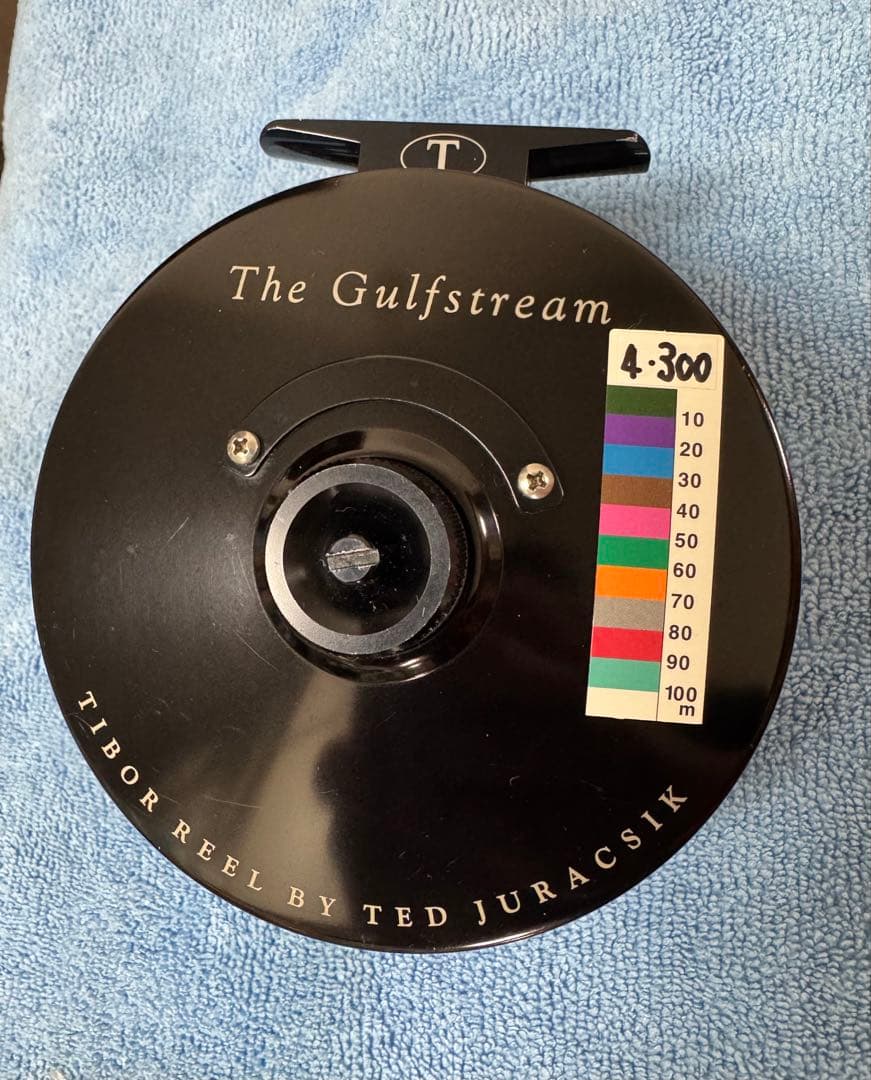 T
The Gulfstream
4.300
10
20
30
40
50
60
70
80
90
100
m
TIBOR REEL BY TED JURACSIK